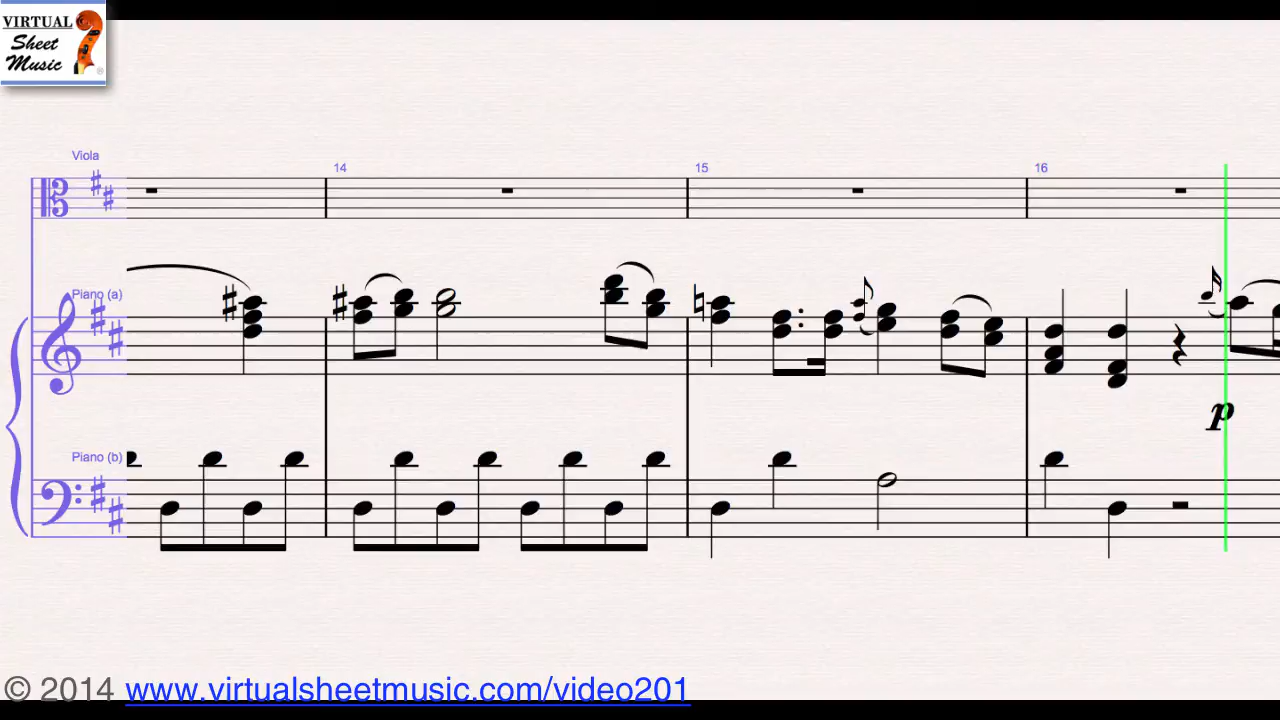 VIRTUAL
Sheet
Music
®
Viola
14
15
16
Piano (a)
p
Piano (b)
© 2014 www.virtualsheetmusic.com/video201